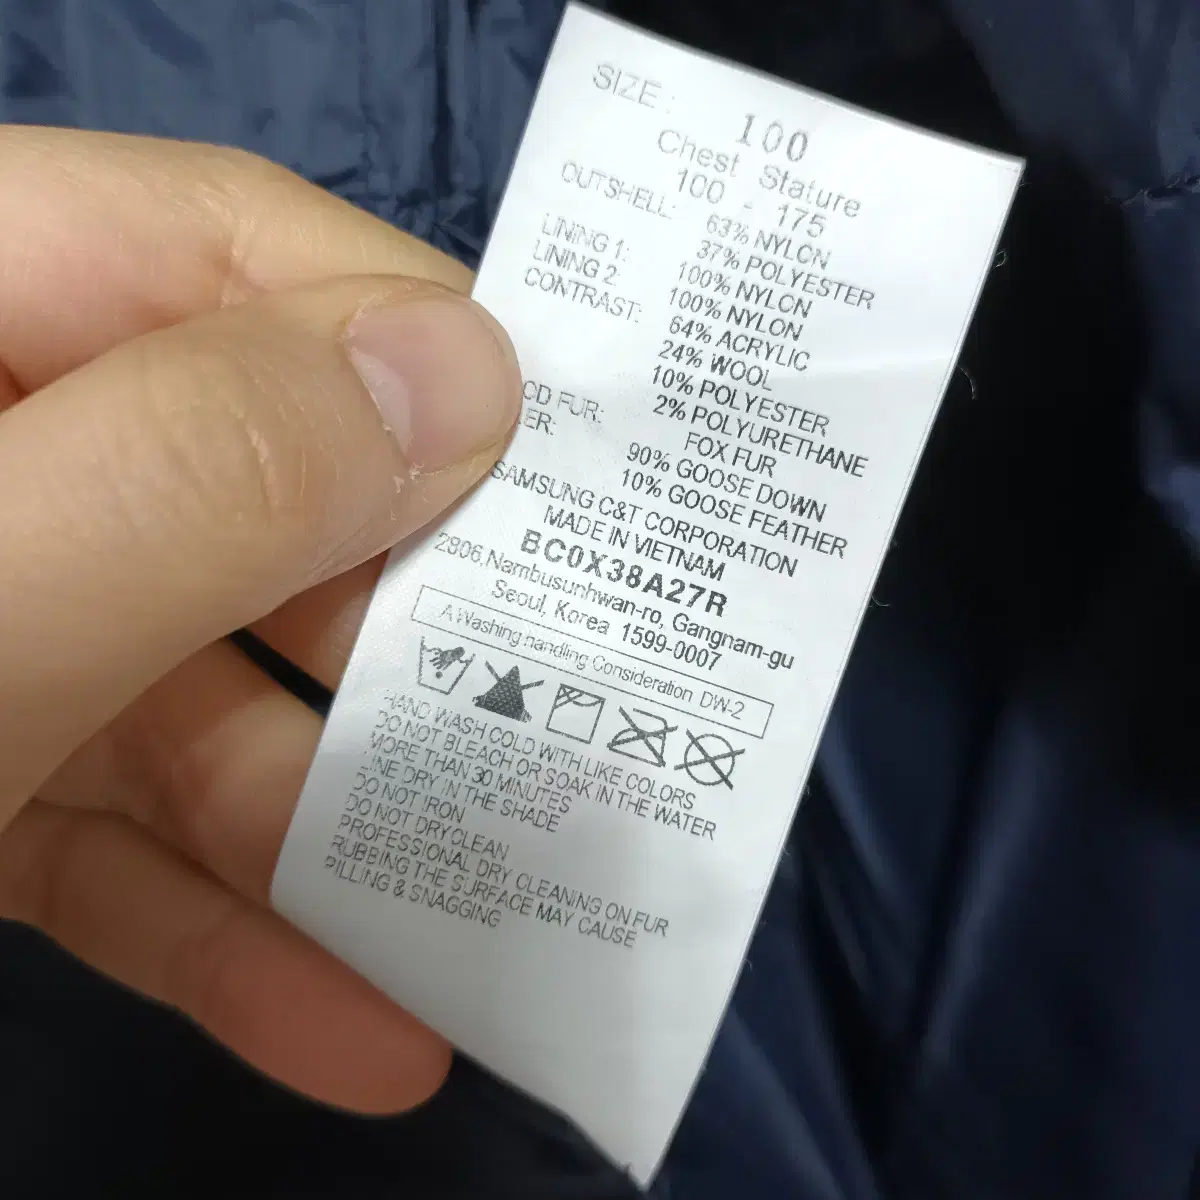 SIZE : 100
Chest Stature
100 - 175
OUTSHELL: 63% NYLON
37% POLYESTER
LINING 1: 100% NYLON
LINING 2: 100% NYLON
CONTRAST: 64% ACRYLIC
24% WOOL
10% POLYESTER
2% POLYURETHANE
CD FUR: FOX FUR
ER: 90% GOOSE DOWN
10% GOOSE FEATHER
SAMSUNG C&T CORPORATION
MADE IN VIETNAM
BC0X38A27R
2806, Nambusunhwan-ro, Gangnam-gu
Seoul, Korea 1599-0007
A Washing handling Consideration DW-2
HAND WASH COLD WITH LIKE COLORS
DO NOT BLEACH OR SOAK IN THE WATER
MORE THAN 30 MINUTES
LINE DRY IN THE SHADE
DO NOT IRON
DO NOT DRYCLEAN
PROFESSIONAL DRY CLEANING ON FUR
RUBBING THE SURFACE MAY CAUSE
PILLING & SNAGGING